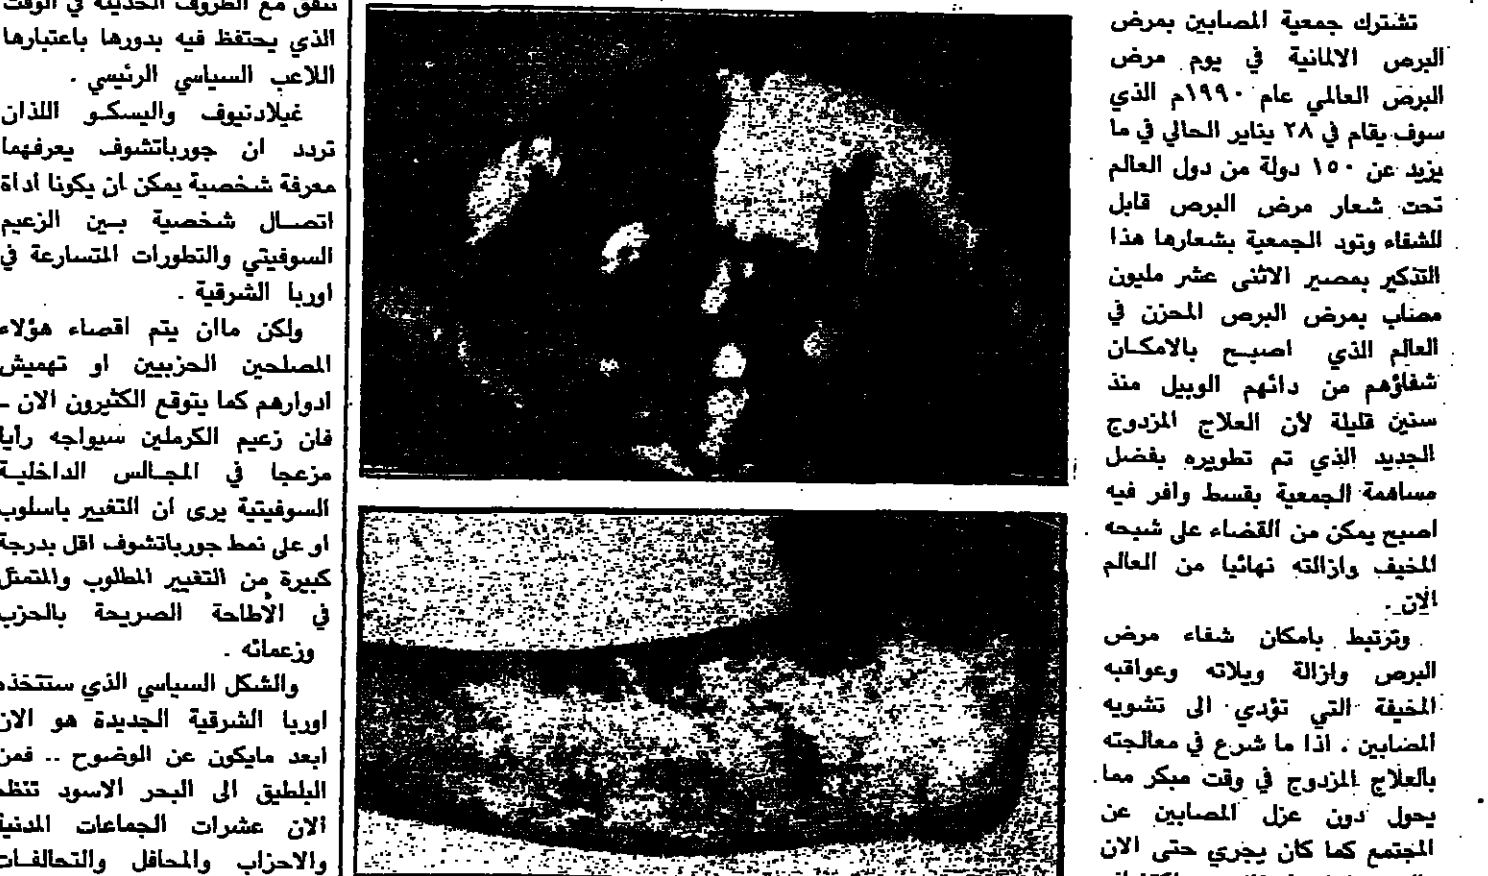 تشترك جمعية المصابين بمرض
البرص الالمانية في يوم مرض
البرص العالمي عام ١٩٩٠م الذي
سوف يقام في ٢٨ يناير الحالي في ما
يزيد عن ١٥٠ دولة من دول العالم
تحت شعار مرض البرص قابل
للشفاء وتود الجمعية بشعارها هذا
التذكير بمصير الاثنى عشر مليون
مصاب بمرض البرص المحزن في
العالم الذي اصبح بالامكان
شفاؤهم من دائهم الوبيل منذ
سنين قليلة لأن العلاج المزدوج
الجديد الذي تم تطويره بفضل
مساهمة الجمعية بقسط وافر فيه
اصبح يمكن من القضاء على شبحه
المخيف وازالته نهائيا من العالم
الان .
وترتبط بامكان شفاء مرض
البرص وازالة ويلاته وعواقبه
المخيفة التي تؤدي الى تشويه
المصابين . اذا ما شرع في معالجته
بالعلاج المزدوج في وقت مبكر مما
يحول دون عزل المصابين عن
المجتمع كما كان يجري حتى الان
تتفق مع الظروف الحديثة في الوقت
الذي يحتفظ فيه بدورها باعتبارها
اللاعب السياسي الرئيسي .
غيلادنيوف واليسكو اللذان
تردد ان جورباتشوف يعرفهما
معرفة شخصية يمكن ان يكونا أداة
اتصال شخصية بين الزعيم
السوفيتي والتطورات المتسارعة في
اوربا الشرقية .
ولكن ماان يتم اقصاء هؤلاء
المصلحين الحزبيين او تهميش
ادوارهم كما يتوقع الكثيرون الان ــ
فان زعيم الكرملين سيواجه رأيا
مزعجا في المجالس الداخلية
السوفيتية يرى ان التغيير باسلوب
او على نمط جورباتشوف اقل بدرجة
كبيرة من التغيير المطلوب والمتمثل
في الأطاحة الصريحة بالحزب
وزعمائه .
والشكل السياسي الذي ستتخذه
اوربا الشرقية الجديدة هو الان
ابعد مايكون عن الوضوح .. فمن
البلطيق الى البحر الاسود تنظم
الان عشرات الجماعات المدنية
والاحزاب والمحافل والتحالفات